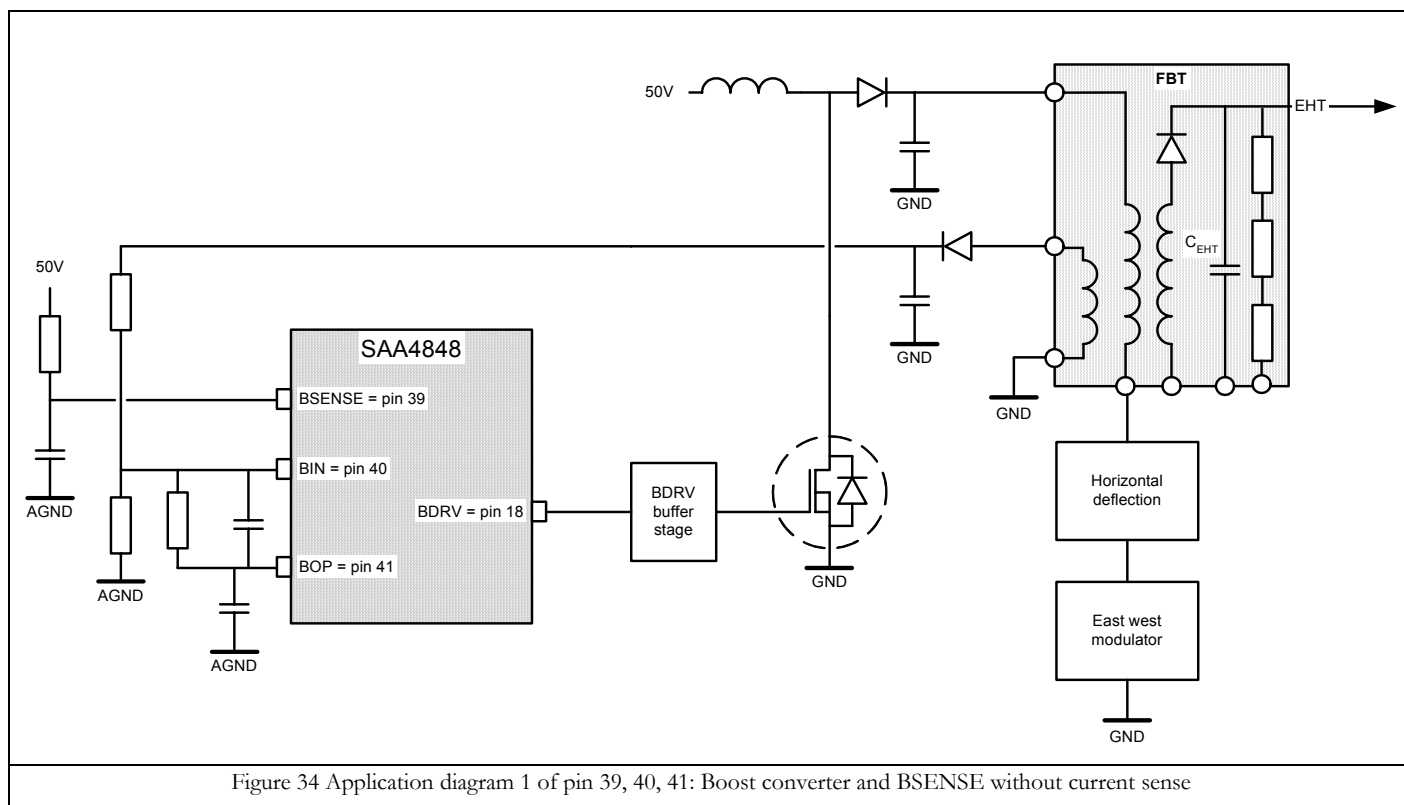 FBT
50V
EHT
GND
C_EHT
50V
GND
SAA4848
BSENSE = pin 39
GND
AGND
BIN = pin 40
BDRV = pin 18
BDRV
buffer
stage
Horizontal
deflection
BOP = pin 41
GND
AGND
AGND
East west
modulator
GND
Figure 34 Application diagram 1 of pin 39, 40, 41: Boost converter and BSENSE without current sense